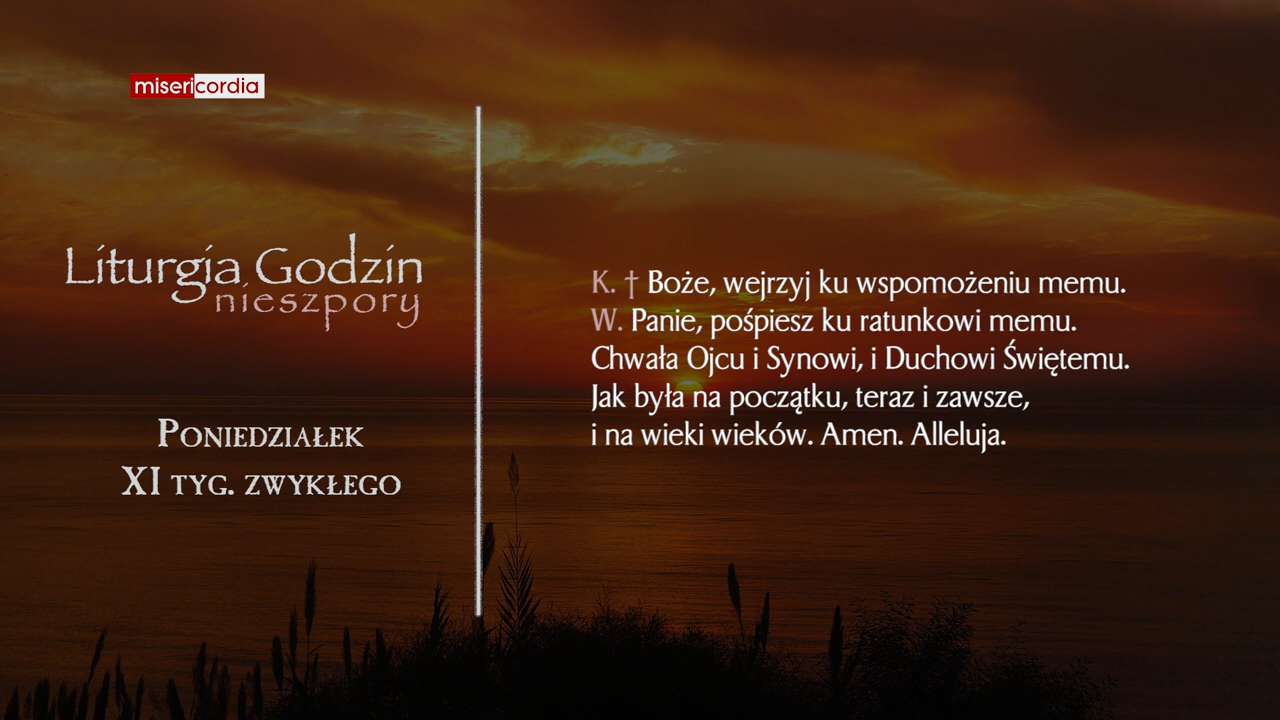 misericordia
Liturgia Godzin
nieszpory
Poniedziałek
XI tyg. zwykłego
K. † Boże, wejrzyj ku wspomożeniu memu.
W. Panie, pośpiesz ku ratunkowi memu.
Chwała Ojcu i Synowi, i Duchowi Świętemu.
Jak była na początku, teraz i zawsze,
i na wieki wieków. Amen. Alleluja.